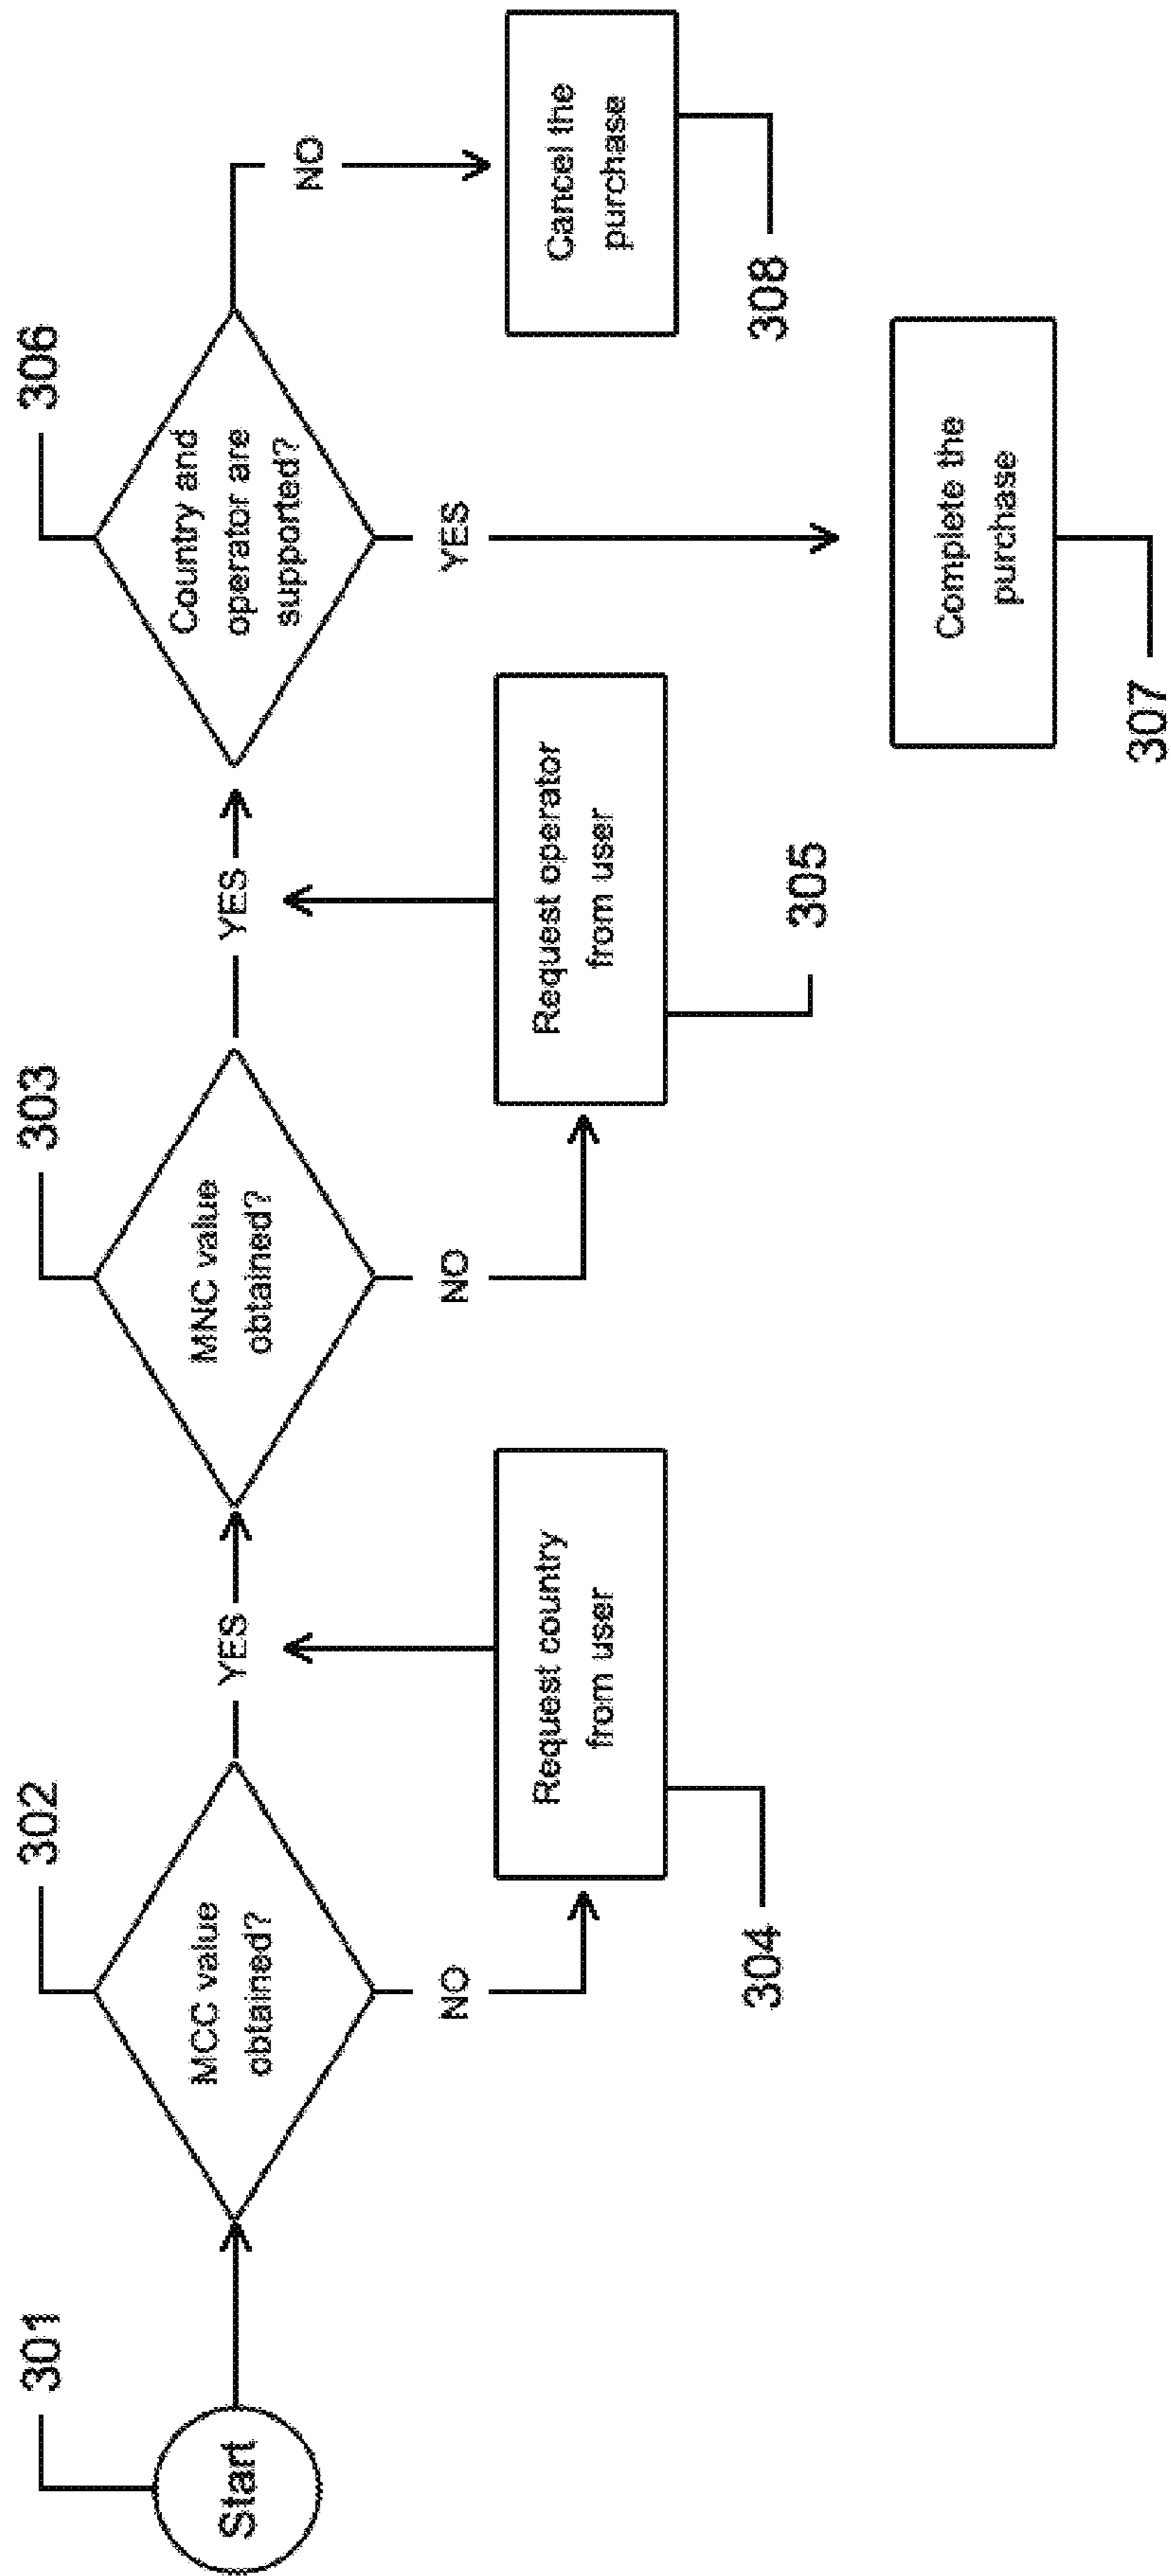 301
Start
302
MCC value
obtained?
YES
NO
Request country
from user
304
303
MNC value
obtained?
YES
NO
Request operator
from user
305
306
Country and
operator are
supported?
NO
YES
Cancel the
purchase
308
Complete the
purchase
307